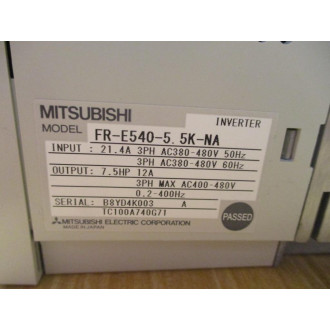 MITSUBISHI
INVERTER
MODEL FR-E540-5.5K-NA
INPUT : 21.4A 3PH AC380-480V 50Hz
3PH AC380-480V 60Hz
OUTPUT: 7.5HP 12A
3PH MAX AC400-480V
0.2-400Hz
SERIAL: B8YD4K003 A
TC100A740G71
MITSUBISHI ELECTRIC CORPORATION
MADE IN JAPAN
PASSED